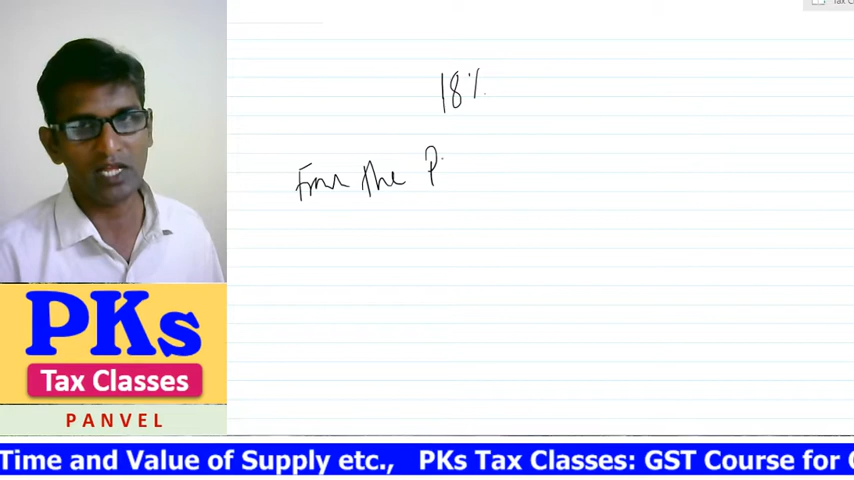 Tax C
18%
From the P
PKs
Tax Classes
PANVEL
Time and Value of Supply etc., PKs Tax Classes: GST Course for